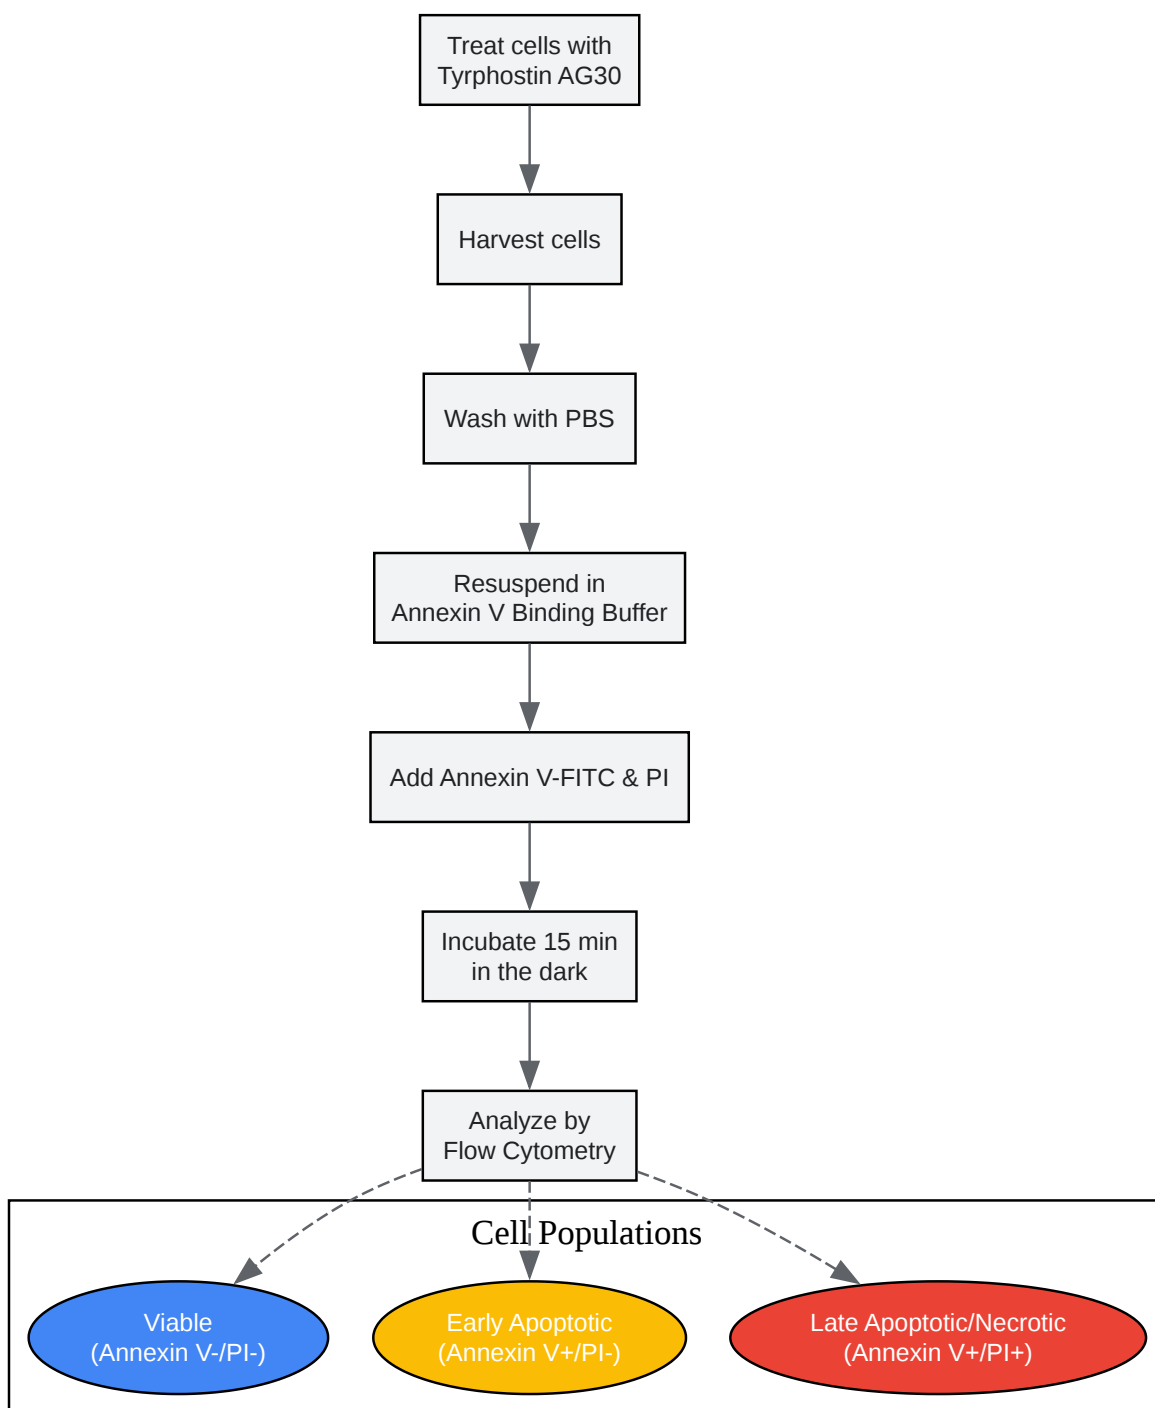 Treat cells with
Tyrphostin AG30
Harvest cells
Wash with PBS
Resuspend in
Annexin V Binding Buffer
Add Annexin V-FITC & PI
Incubate 15 min
in the dark
Analyze by
Flow Cytometry
Cell Populations
Viable
(Annexin V-/PI-)
Early Apoptotic
(Annexin V+/PI-)
Late Apoptotic/Necrotic
(Annexin V+/PI+)